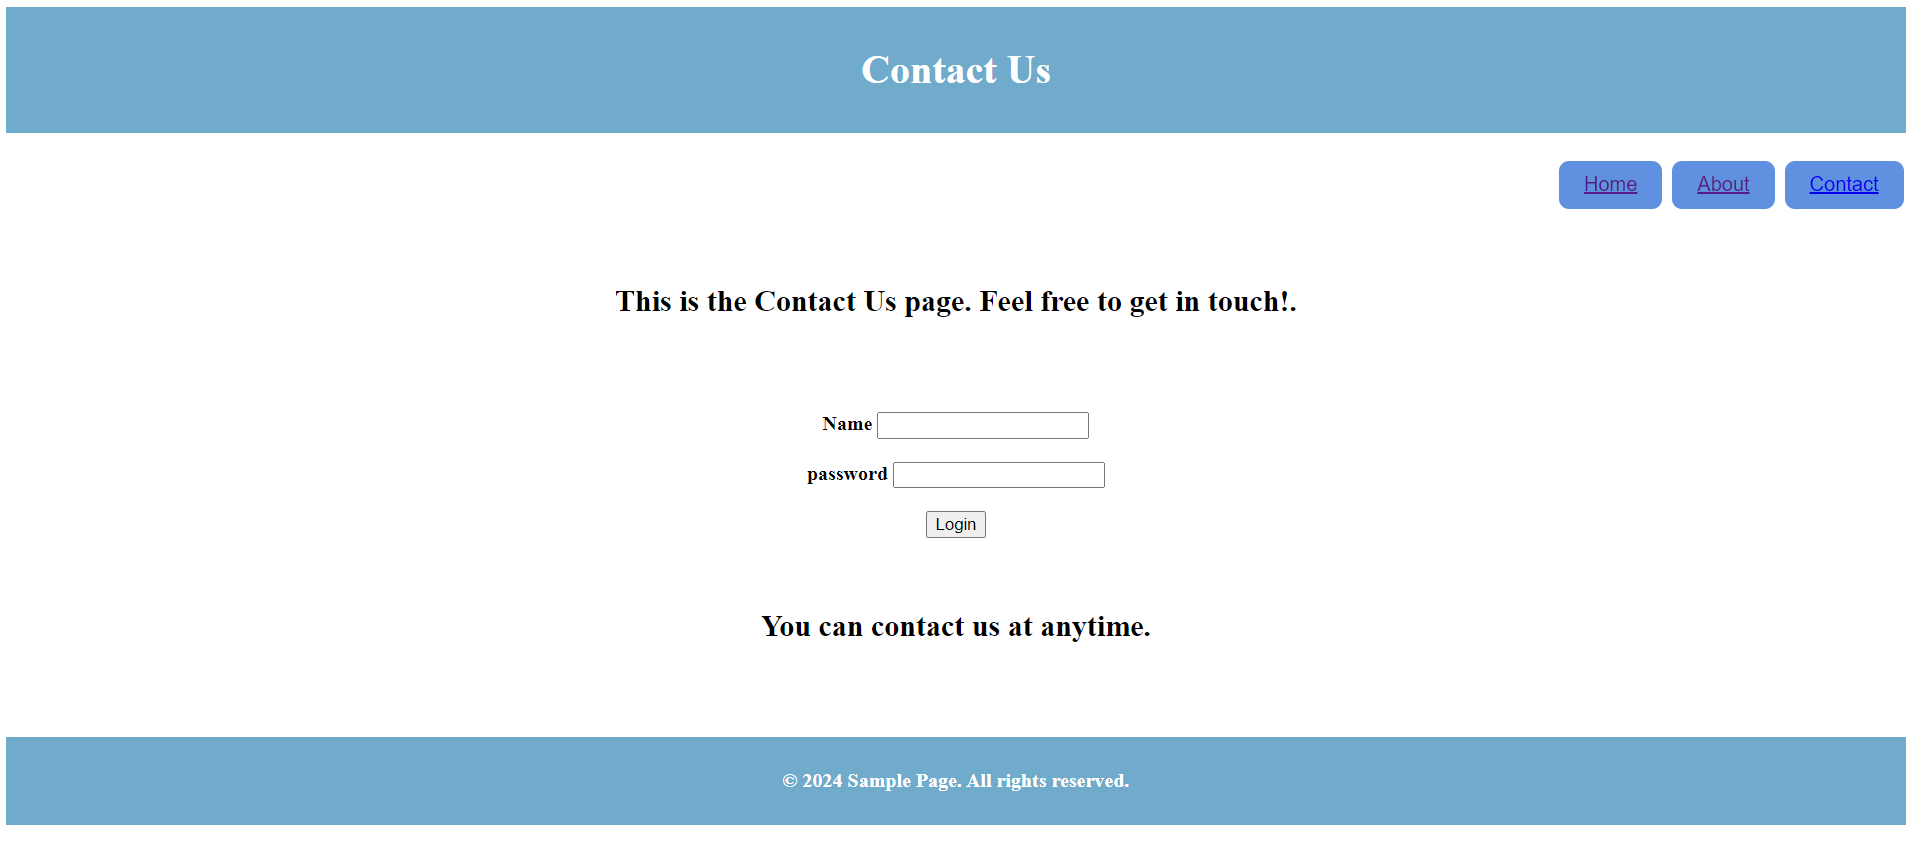 Contact Us
Home About Contact
This is the Contact Us page. Feel free to get in touch!.
Name
password
Login
You can contact us at anytime.
© 2024 Sample Page. All rights reserved.